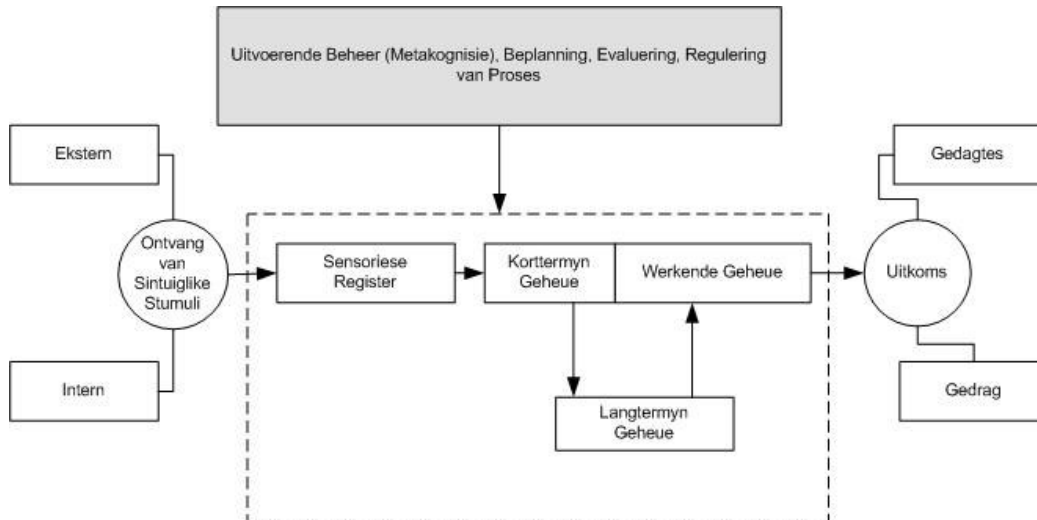 Uitvoerende Beheer (Metakognisie), Beplanning, Evaluering, Regulering
van Proses
Ekstern
Gedagtes
Ontvang
van
Sintuiglike
Stumuli
Sensoriese
Register
Korttermyn
Geheue
Werkende Geheue
Uitkoms
Intern
Langtermyn
Geheue
Gedrag